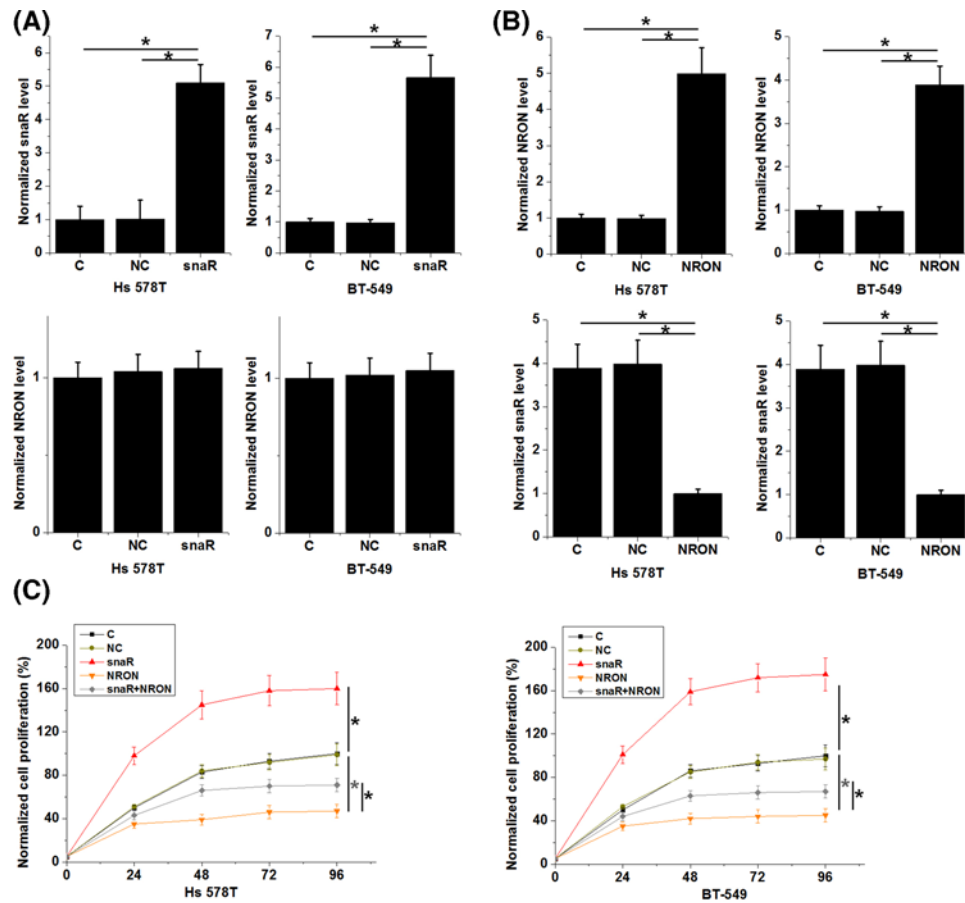 (A)
Normalized snaR level
6
5
4
3
2
1
0
*
*
C NC snaR
Hs 578T
Normalized snaR level
7
6
5
4
3
2
1
0
*
*
C NC snaR
BT-549
Normalized NRON level
1
0
C NC snaR
Hs 578T
Normalized NRON level
1
0
C NC snaR
BT-549
(B)
Normalized NRON level
6
5
4
3
2
1
0
*
*
C NC NRON
Hs 578T
Normalized NRON level
5
4
3
2
1
0
*
*
C NC NRON
BT-549
Normalized snaR level
5
4
3
2
1
0
*
*
C NC NRON
Hs 578T
Normalized snaR level
5
4
3
2
1
0
*
*
C NC NRON
BT-549
(C)
Normalized cell proliferation (%)
200
160
120
80
40
0
C
NC
snaR
NRON
snaR+NRON
*
*
*
0 24 48 72 96
Hs 578T
Normalized cell proliferation (%)
200
160
120
80
40
0
C
NC
snaR
NRON
snaR+NRON
*
*
*
0 24 48 72 96
BT-549